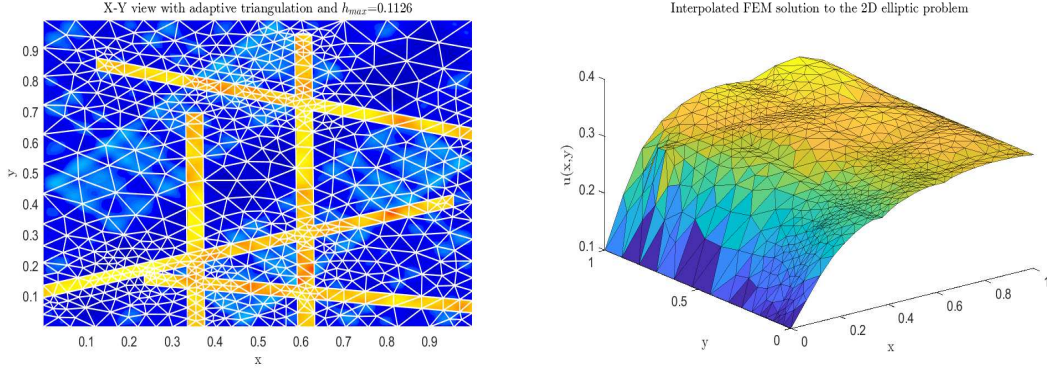 X-Y view with adaptive triangulation and h_max=0.1126
0.9
0.8
0.7
0.6
0.5
0.4
0.3
0.2
0.1
y
0.1 0.2 0.3 0.4 0.5 0.6 0.7 0.8 0.9
x
Interpolated FEM solution to the 2D elliptic problem
0.4
0.3
0.2
0.1
u(x,y)
1
0.5
0
y
0
0.2
0.4
0.6
0.8
1
x